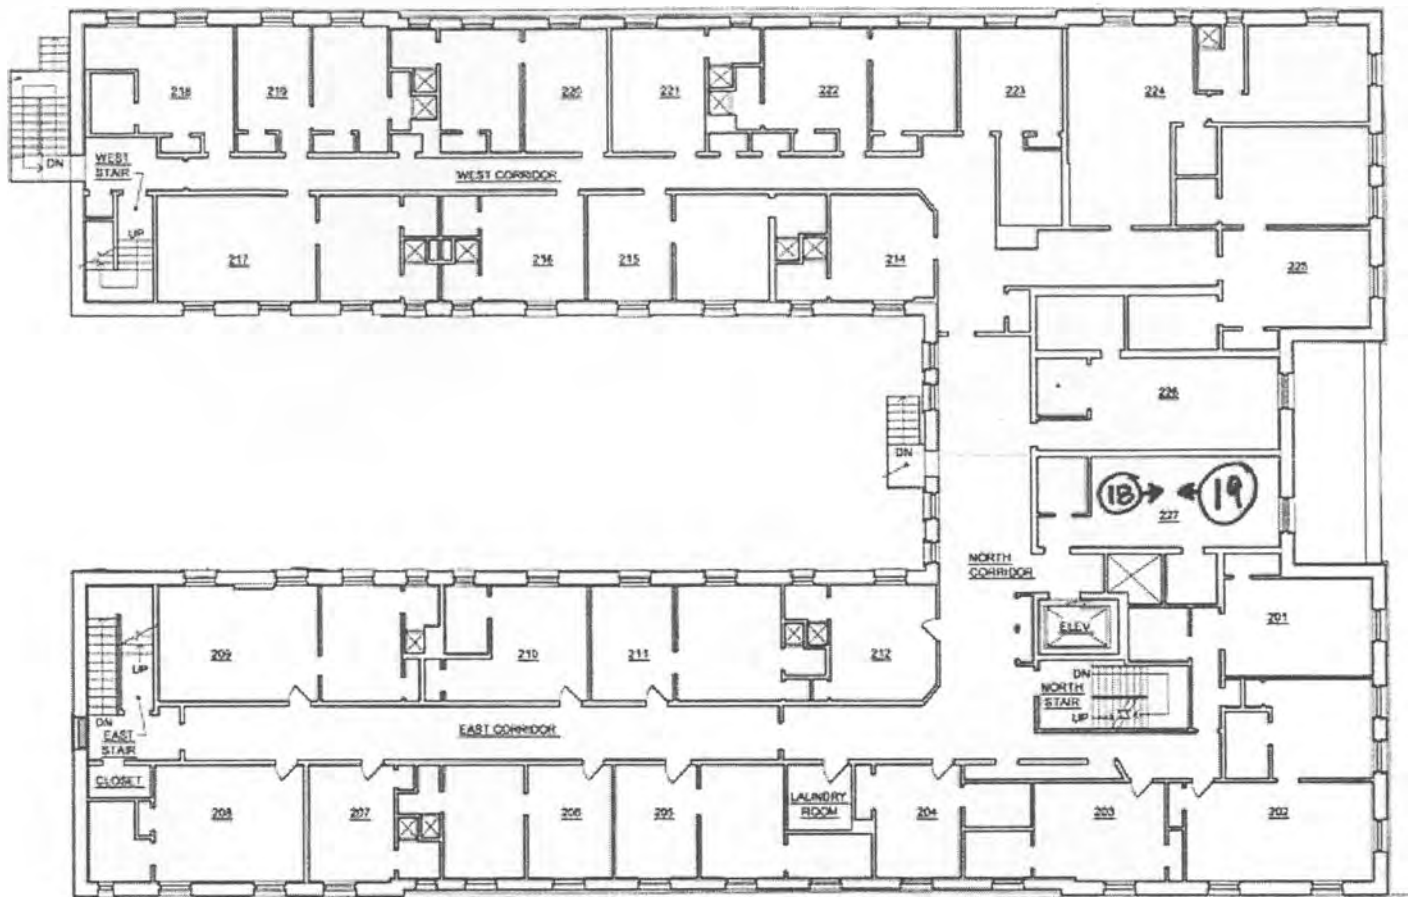 218
219
220
221
222
223
224
DN
WEST
STAIR
WEST CORRIDOR
UP
217
216
215
214
225
226
DN
18
19
227
NORTH
CORRIDOR
ELEV.
201
209
210
211
212
UP
DN
EAST
STAIR
EAST CORRIDOR
DN
NORTH
STAIR
UP
CLOSET
208
207
206
205
LAUNDRY
ROOM
204
203
202